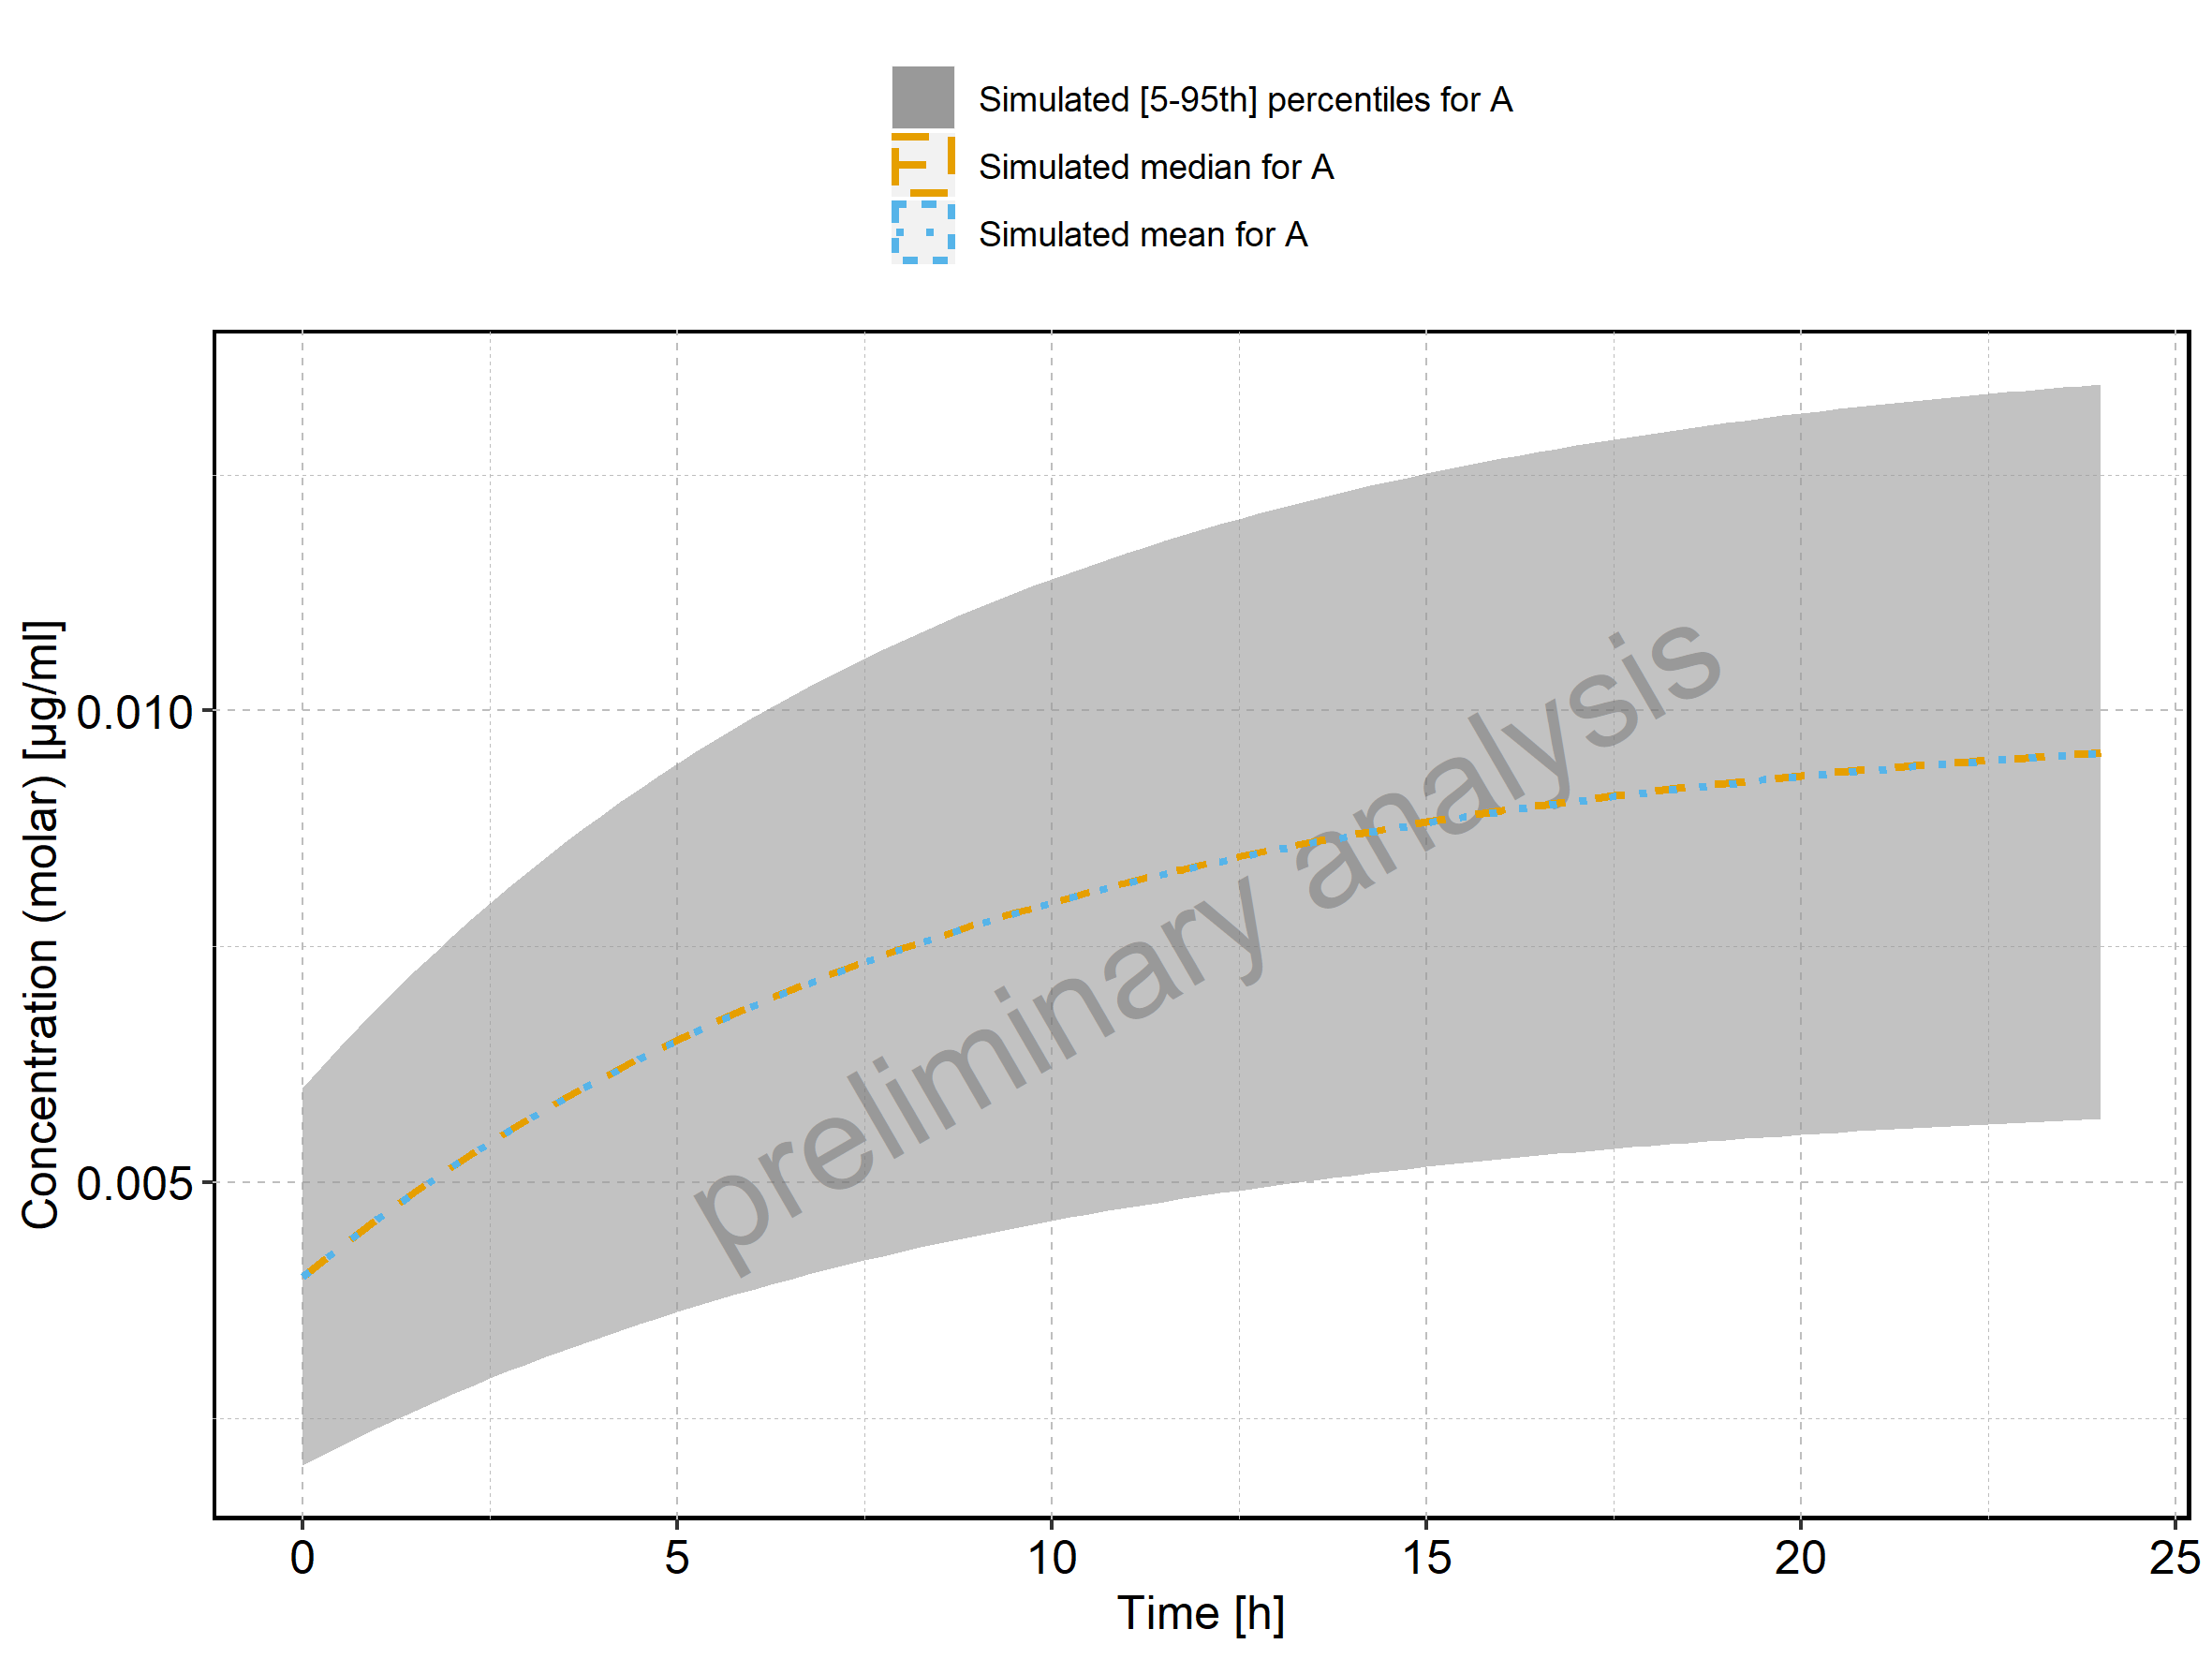 Simulated [5-95th] percentiles for A
Simulated median for A
Simulated mean for A
Concentration (molar) [µg/ml]
0.010
0.005
preliminary analysis
0 5 10 15 20 25
Time [h]